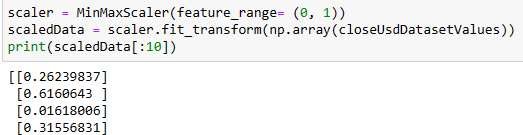 scaler = MinMaxScaler(feature_range= (0, 1))
scaledData = scaler.fit_transform(np.array(closeUsdDatasetValues))
print(scaledData[:10])
[[0.26239837]
[0.6160643 ]
[0.01618006]
[0.31556831]